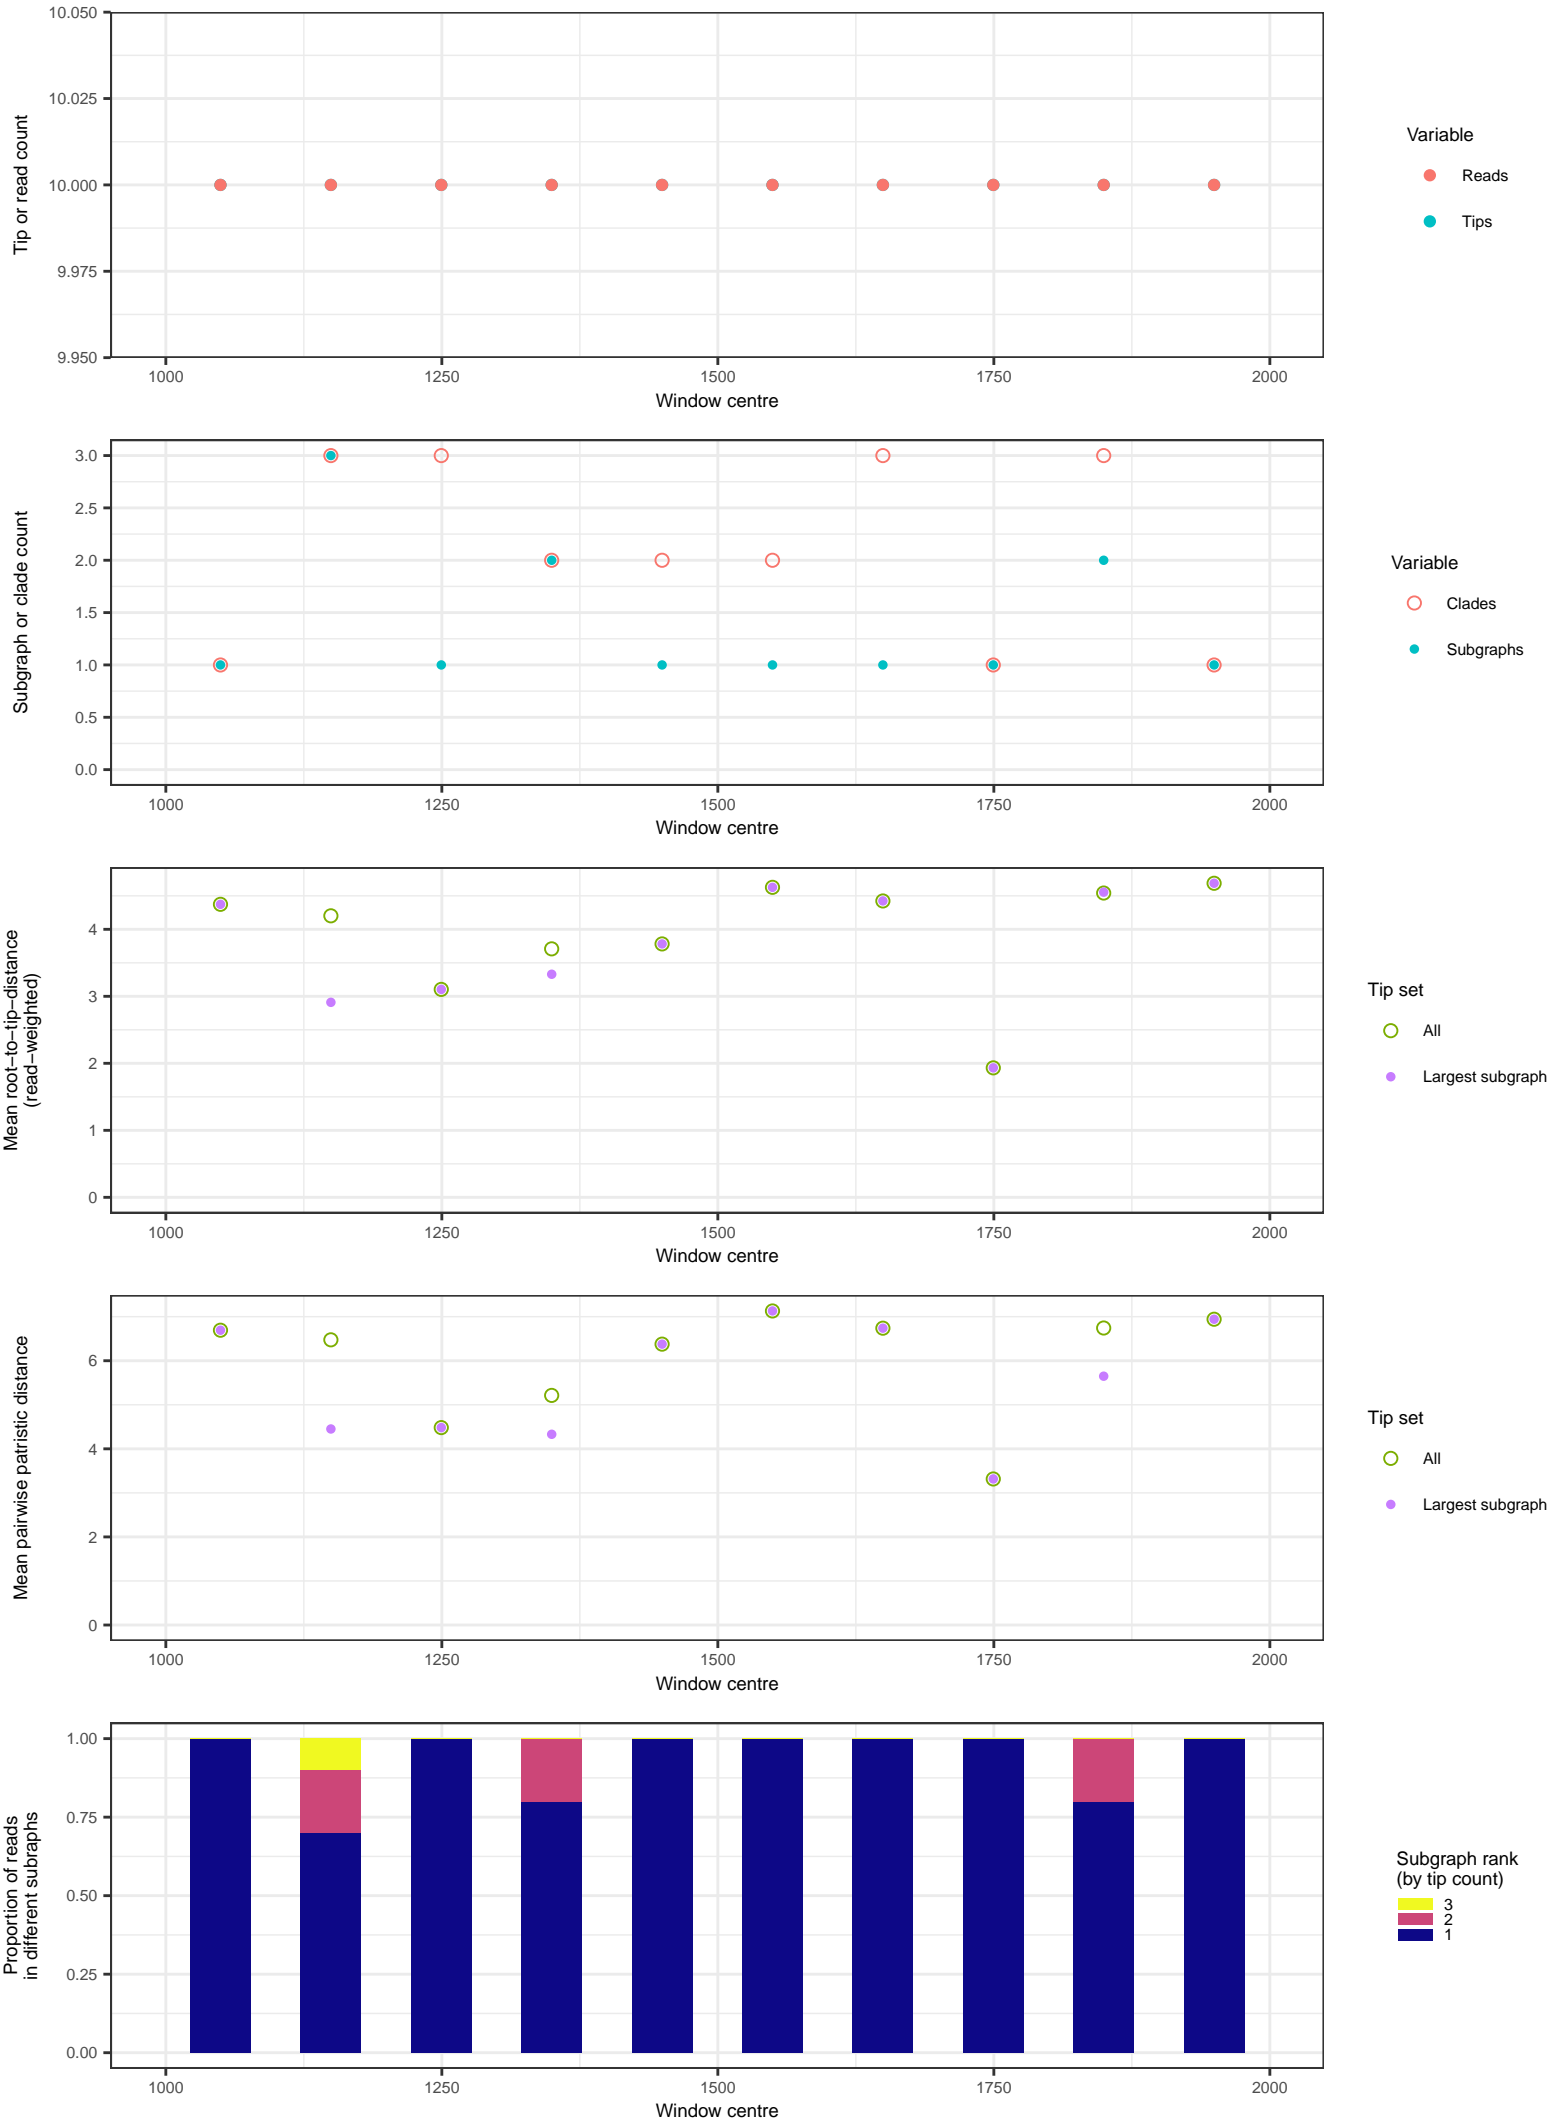 Tip or read count
10.050
10.025
10.000
9.975
9.950
1000 1250 1500 1750 2000
Window centre
Variable
Reads
Tips
Subgraph or clade count
3.0
2.5
2.0
1.5
1.0
0.5
0.0
1000 1250 1500 1750 2000
Window centre
Variable
Clades
Subgraphs
Mean root−to−tip−distance
(read−weighted)
4
3
2
1
0
1000 1250 1500 1750 2000
Window centre
Tip set
All
Largest subgraph
Mean pairwise patristic distance
6
4
2
0
1000 1250 1500 1750 2000
Window centre
Tip set
All
Largest subgraph
Proportion of reads
in different subraphs
1.00
0.75
0.50
0.25
0.00
1000 1250 1500 1750 2000
Window centre
Subgraph rank
(by tip count)
3
2
1